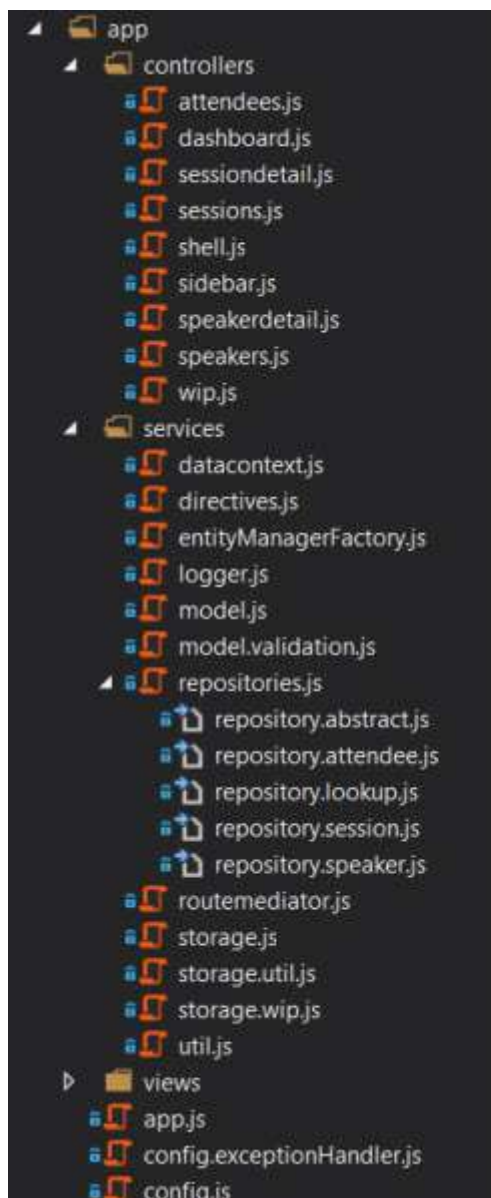 app
controllers
attendees.js
dashboard.js
sessiondetail.js
sessions.js
shell.js
sidebar.js
speakerdetail.js
speakers.js
wip.js
services
datacontext.js
directives.js
entityManagerFactory.js
logger.js
model.js
model.validation.js
repositories.js
repository.abstract.js
repository.attendee.js
repository.lookup.js
repository.session.js
repository.speaker.js
routemediator.js
storage.js
storage.util.js
storage.wip.js
util.js
views
app.js
config.exceptionHandler.js
config.js